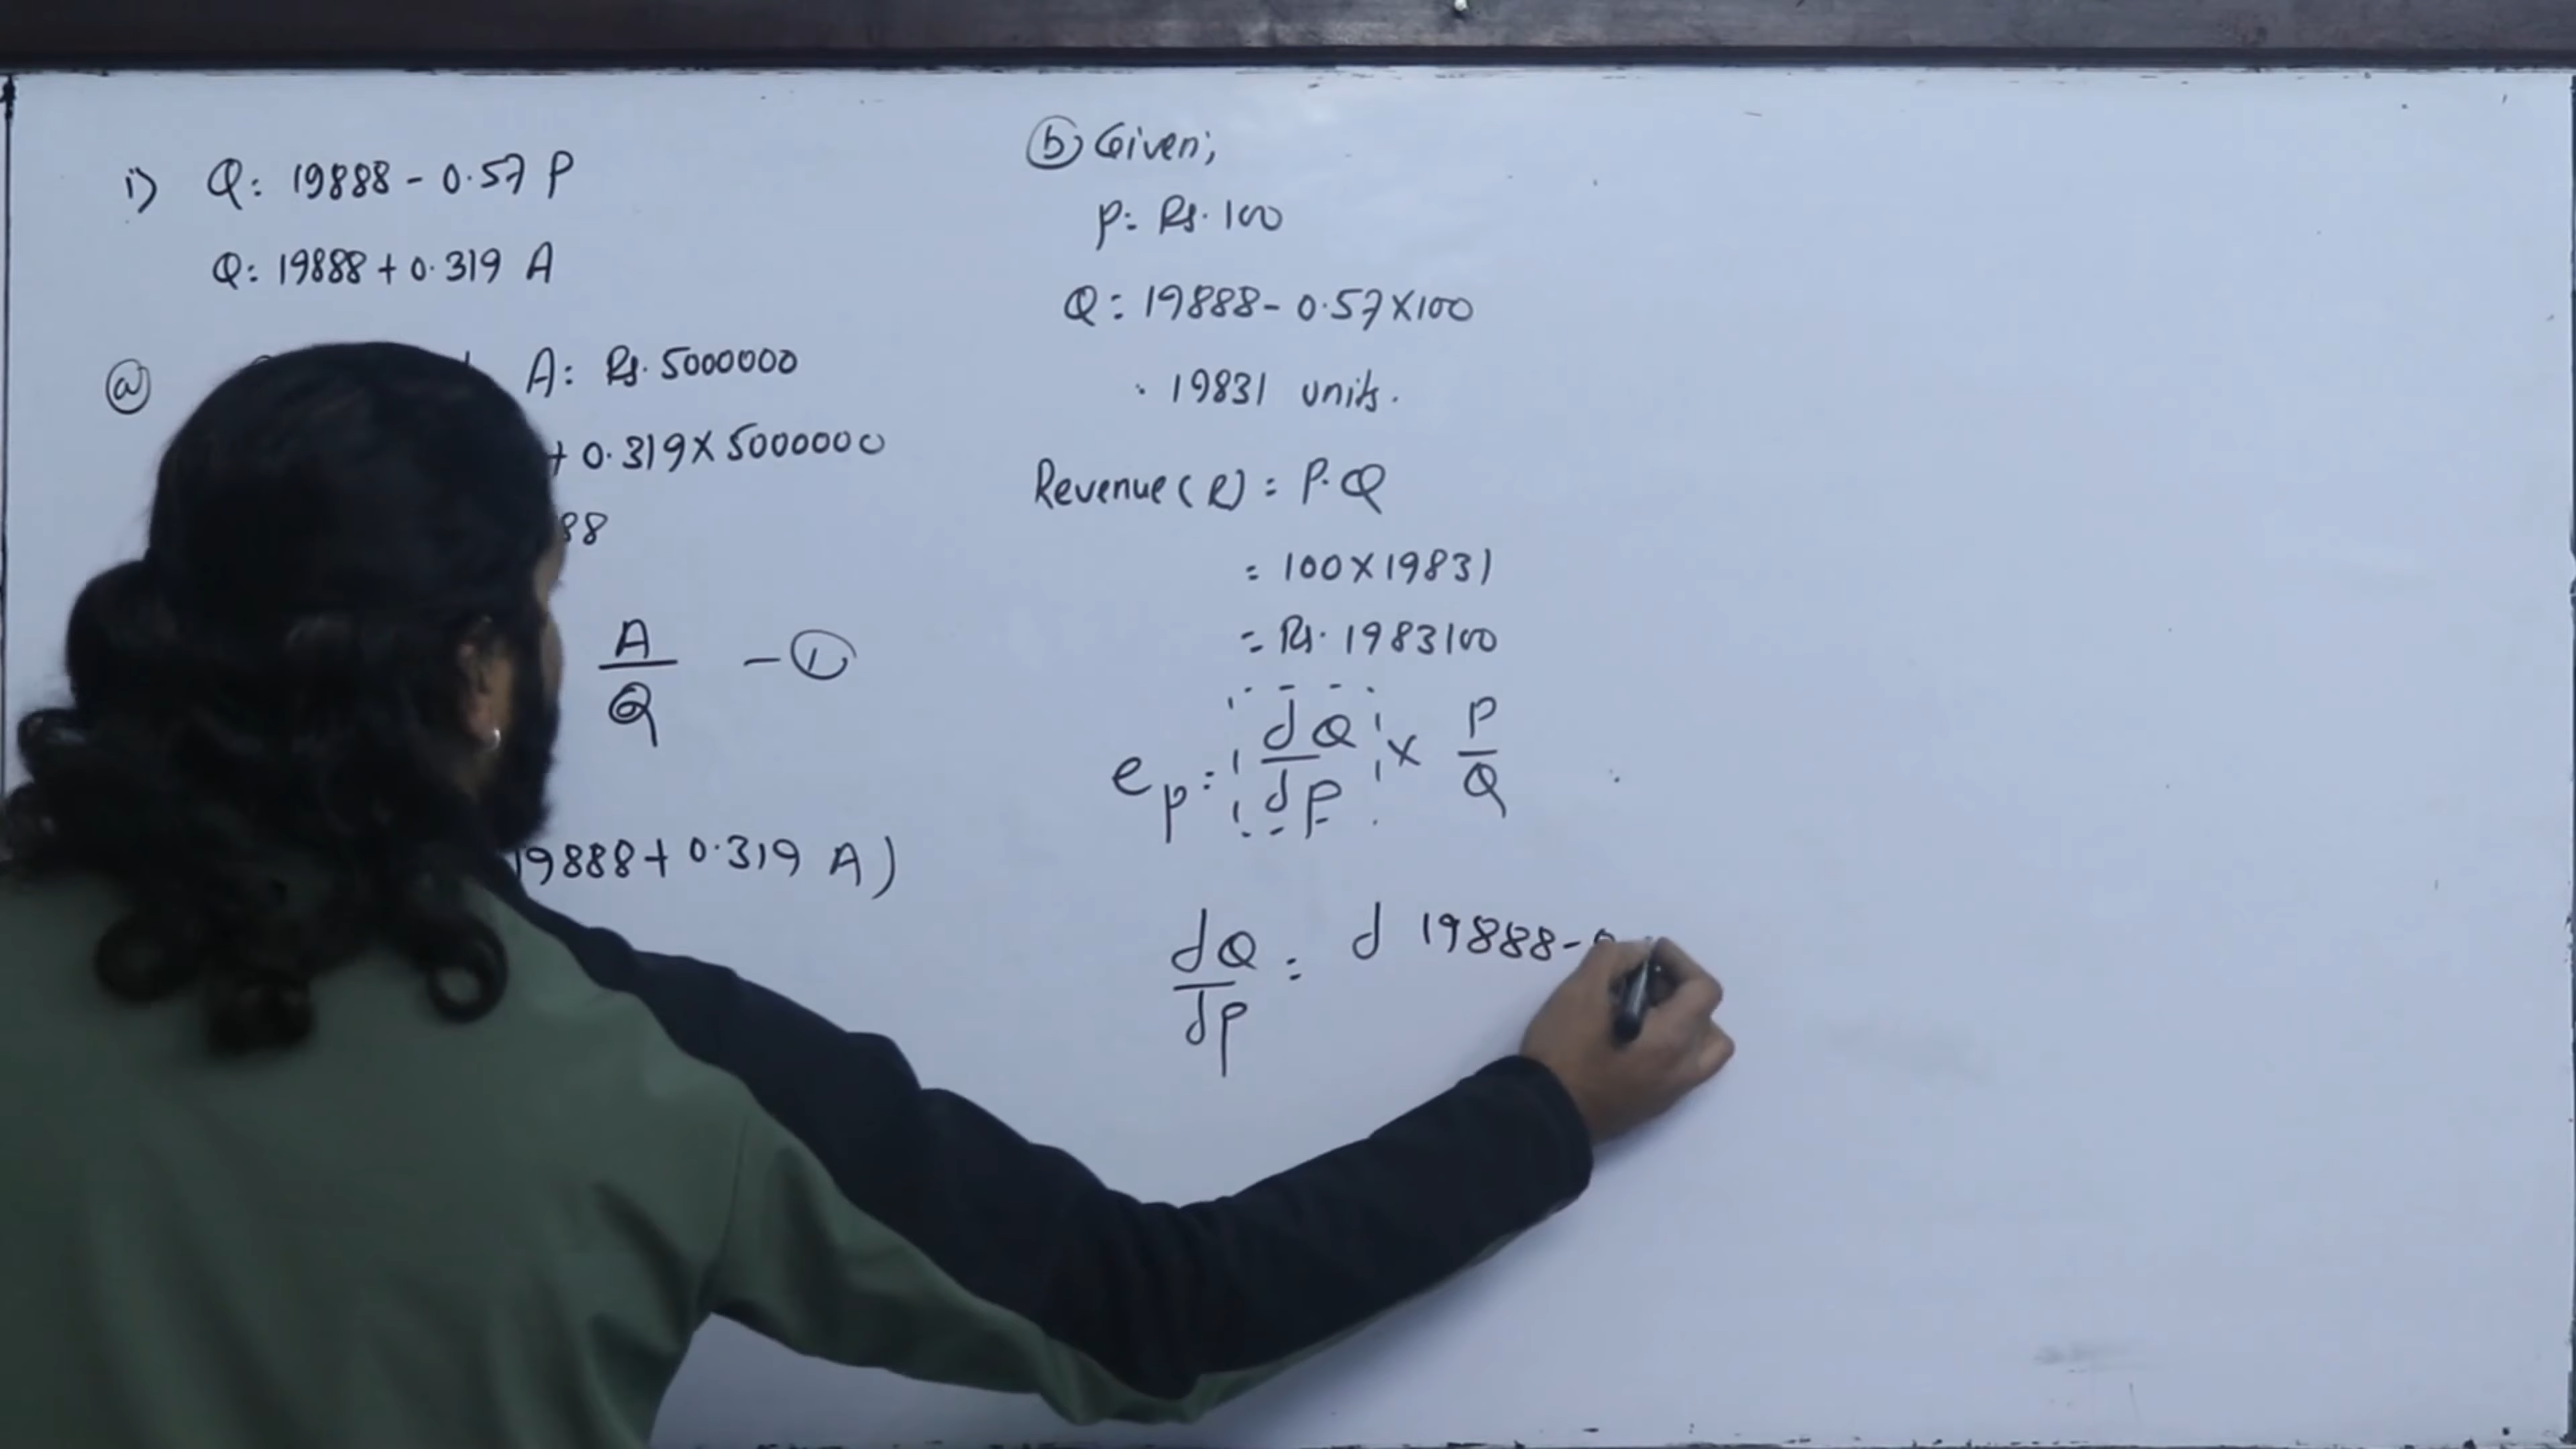 i) Q: 19888 - 0.57 P
Q: 19888 + 0.319 A
(a) A: Rs. 5000000
+ 0.319 X 5000000
88
A
Q
- (1)
19888 + 0.319 A)
(b) Given;
P: Rs. 100
Q: 19888 - 0.57 X 100
: 19831 units.
Revenue (R) = P.Q
= 100 X 19831
= Rs. 1983100
ep: dQ/dP X P/Q
dQ/dP = d 19888 -